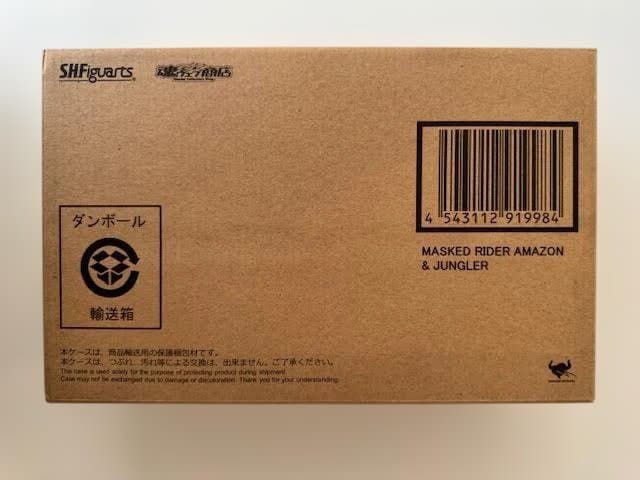 S.H.Figuarts
魂ウェブ商店
4 543112 919984
MASKED RIDER AMAZON
& JUNGLER
ダンボール
輸送箱
本ケースは、商品輸送用の保護梱包材です。
本ケースは、つぶれ、汚れ等による交換は、出来ません。ご了承ください。
The case is used solely for the purpose of protecting product during shipment.
Case may not be exchanged due to damage or discoloration. Thank you for your understanding.